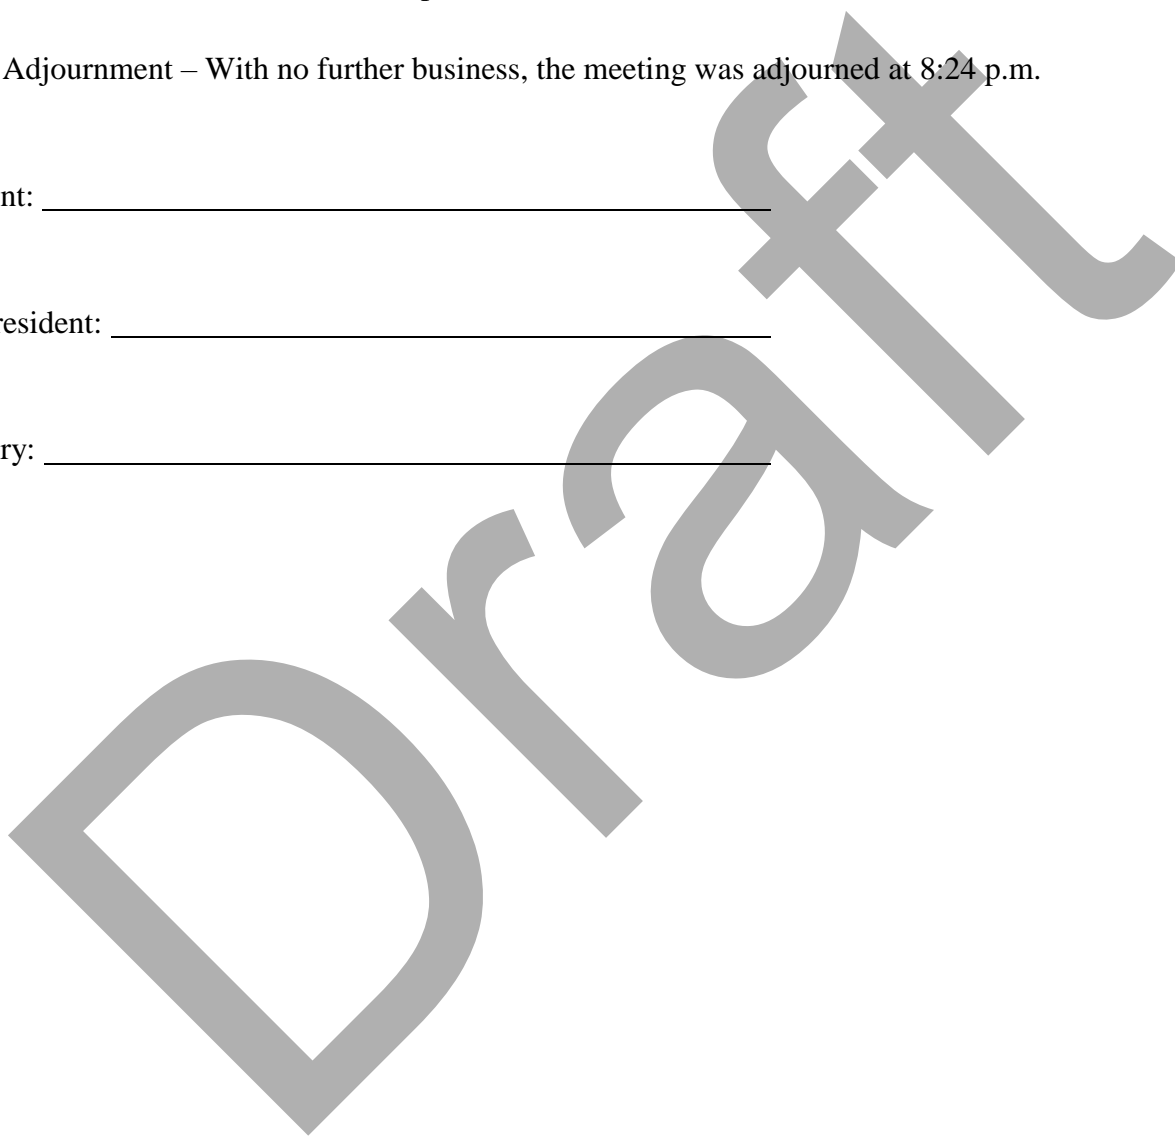 Adjournment – With no further business, the meeting was adjourned at 8:24 p.m.
nt:
resident:
ry:
Draft